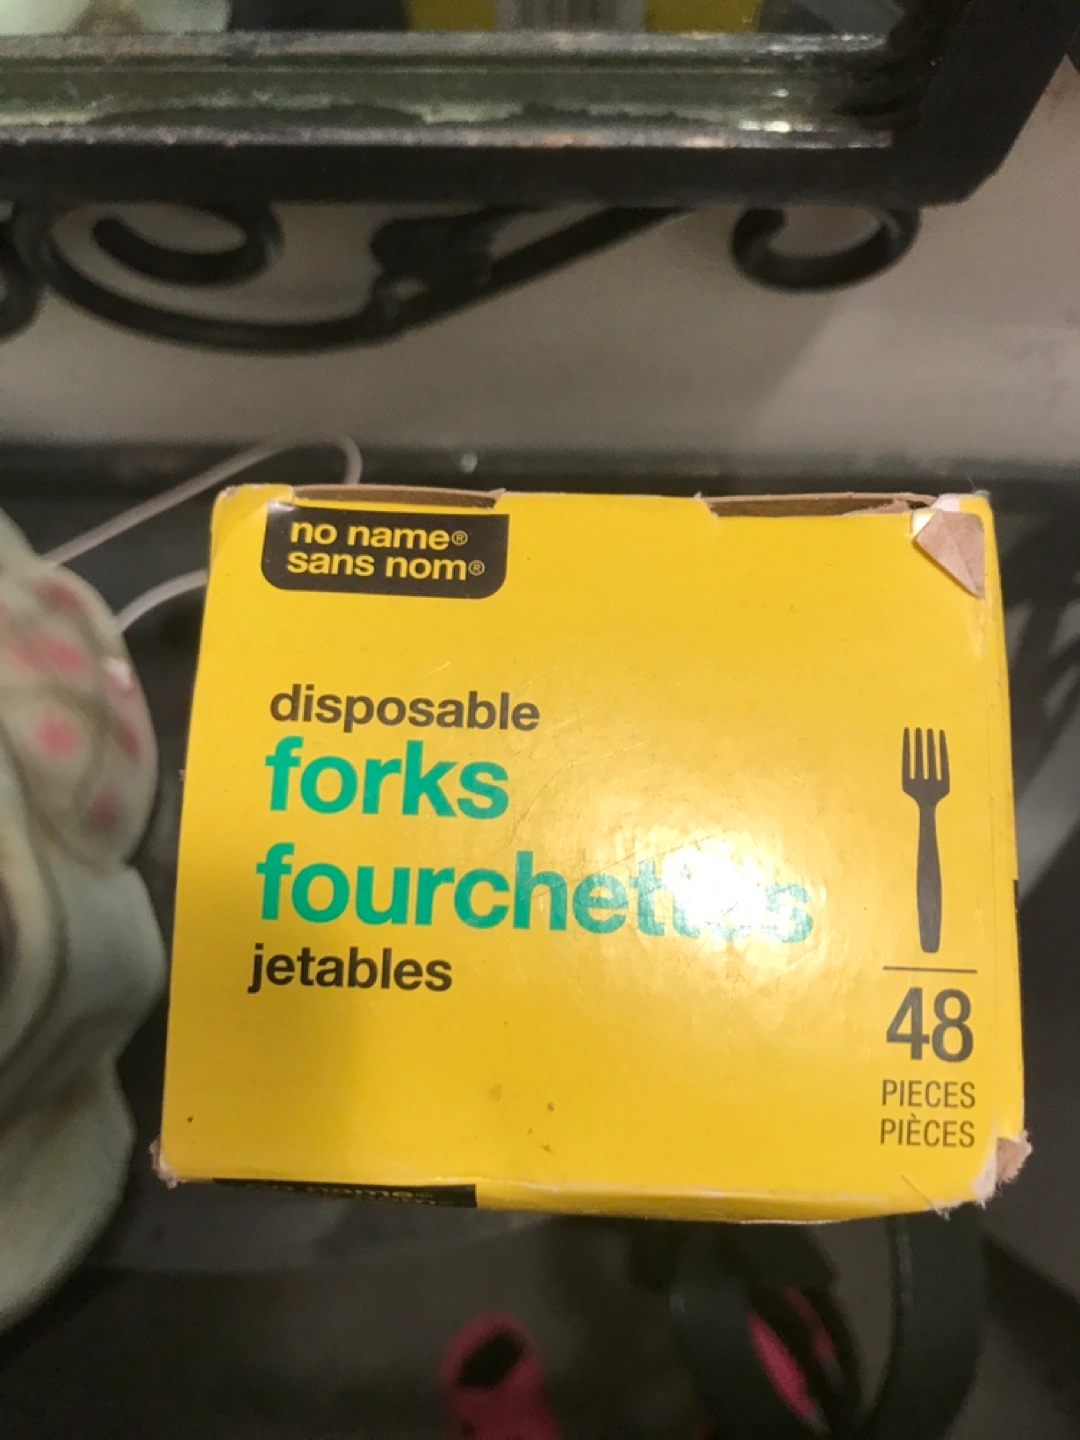 no name®
sans nom®
disposable
forks
fourchettes
jetables
48
PIECES
PIÈCES